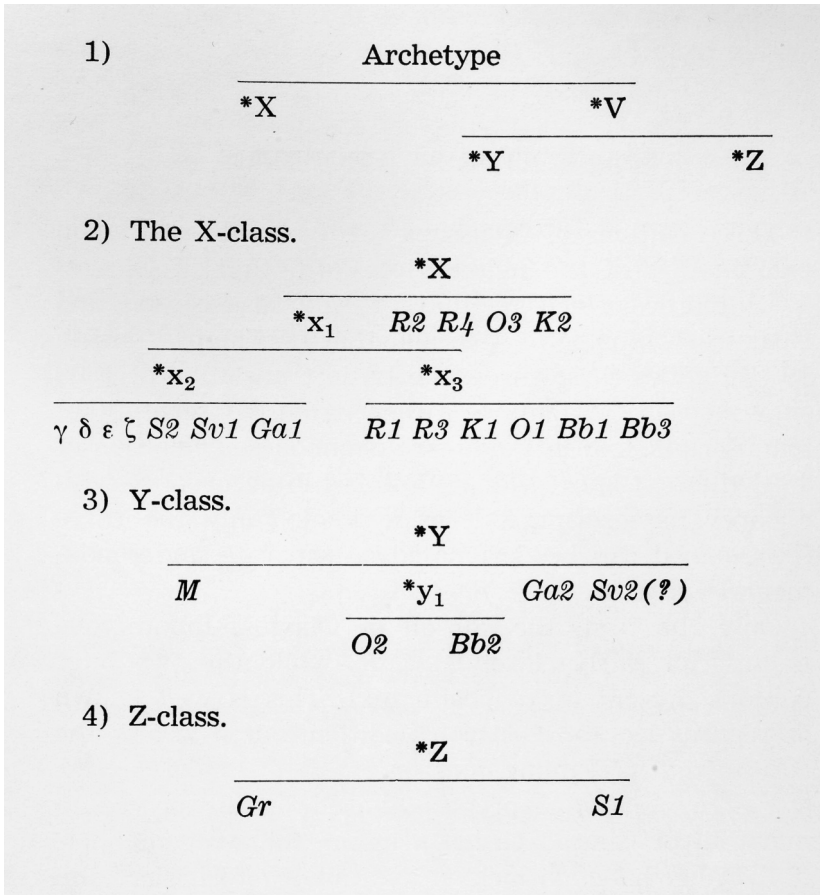 1) Archetype
*X *V
*Y *Z
2) The X-class.
*X
*x₁ R2 R4 O3 K2
*x₂ *x₃
γ δ ε ζ S2 Sv1 Ga1 R1 R3 K1 O1 Bb1 Bb3
3) Y-class.
*Y
M *y₁ Ga2 Sv2(?)
O2 Bb2
4) Z-class.
*Z
Gr S1